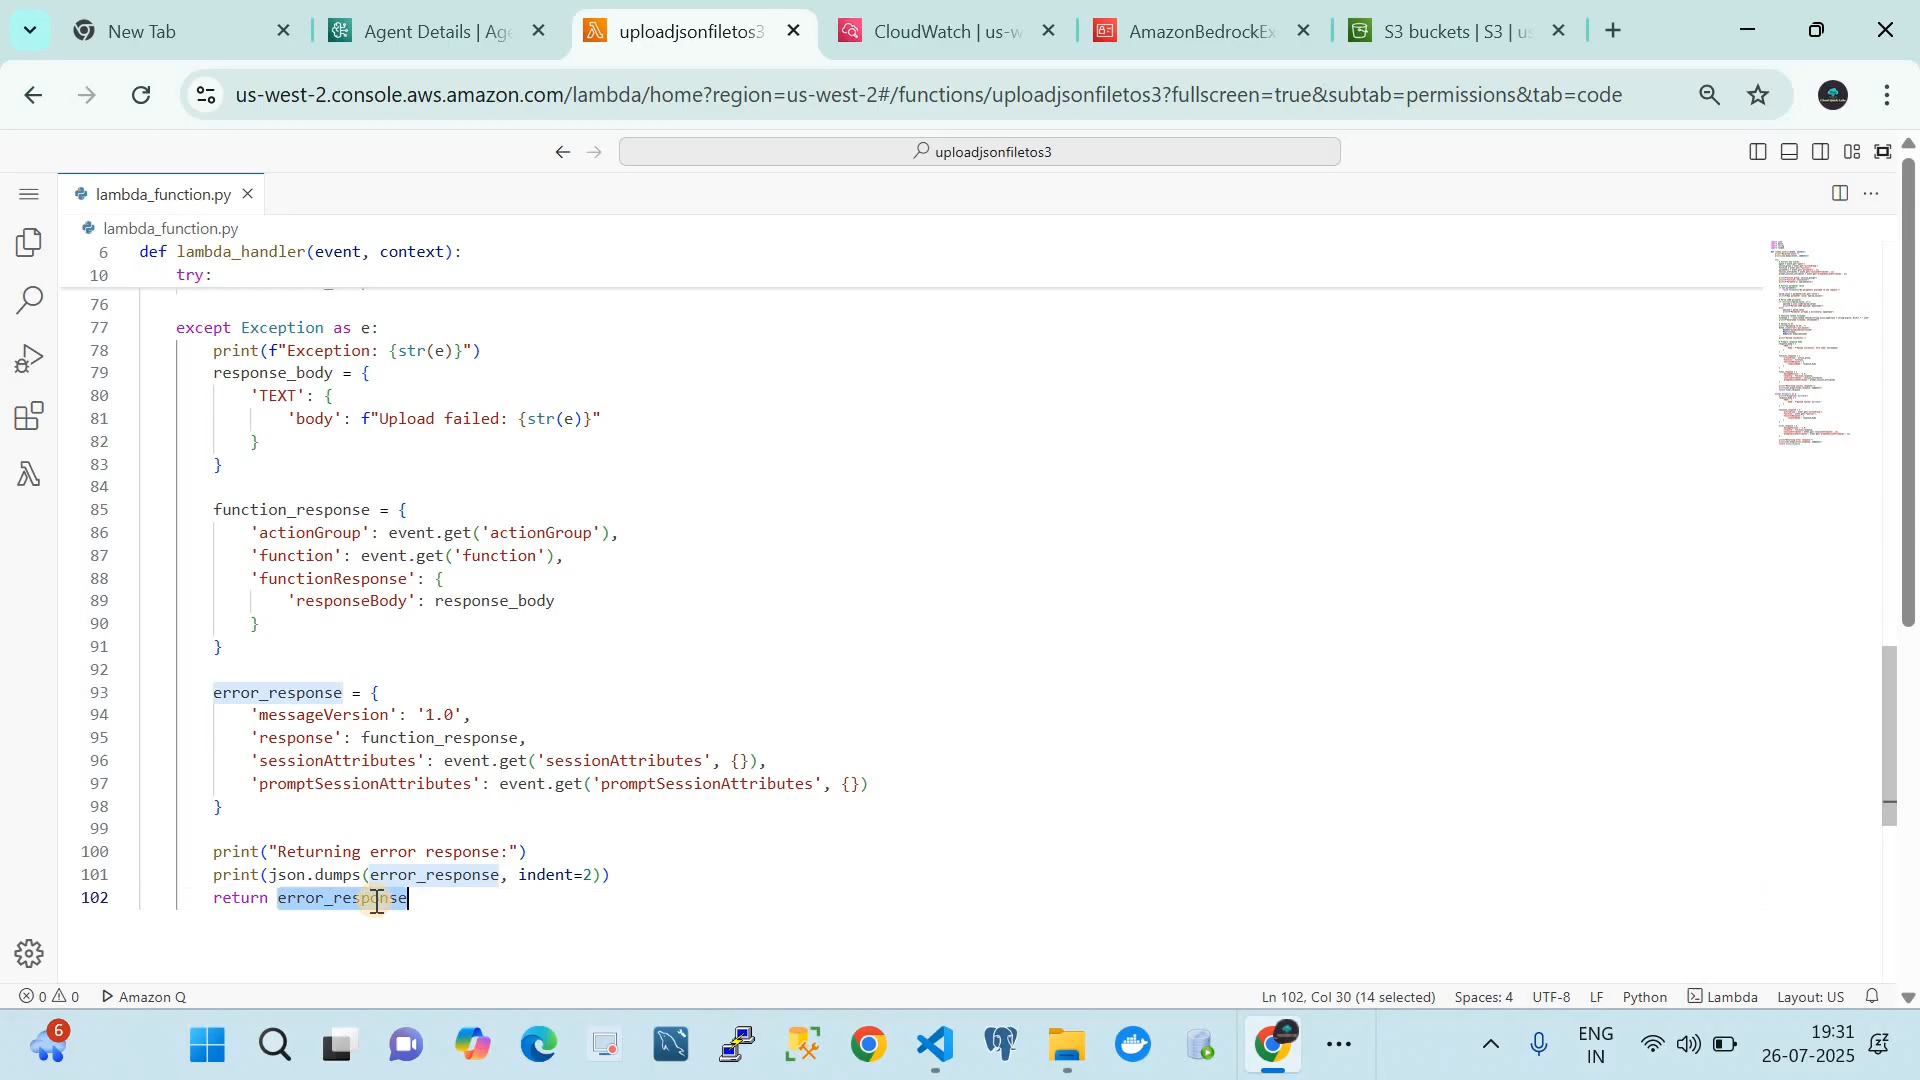 New Tab
Agent Details | Age
uploadjsonfiletos3
CloudWatch | us-w
AmazonBedrockEx
S3 buckets | S3 | us
us-west-2.console.aws.amazon.com/lambda/home?region=us-west-2#/functions/uploadjsonfiletos3?fullscreen=true&subtab=permissions&tab=code
uploadjsonfiletos3
lambda_function.py
lambda_function.py
6 def lambda_handler(event, context):
10 try:
76
77 except Exception as e:
78 print(f"Exception: {str(e)}")
79 response_body = {
80 'TEXT': {
81 'body': f"Upload failed: {str(e)}"
82 }
83 }
84
85 function_response = {
86 'actionGroup': event.get('actionGroup'),
87 'function': event.get('function'),
88 'functionResponse': {
89 'responseBody': response_body
90 }
91 }
92
93 error_response = {
94 'messageVersion': '1.0',
95 'response': function_response,
96 'sessionAttributes': event.get('sessionAttributes', {}),
97 'promptSessionAttributes': event.get('promptSessionAttributes', {})
98 }
99
100 print("Returning error response:")
101 print(json.dumps(error_response, indent=2))
102 return error_response
0 0 Amazon Q Ln 102, Col 30 (14 selected) Spaces: 4 UTF-8 LF Python Lambda Layout: US
6
ENG
IN
19:31
26-07-2025